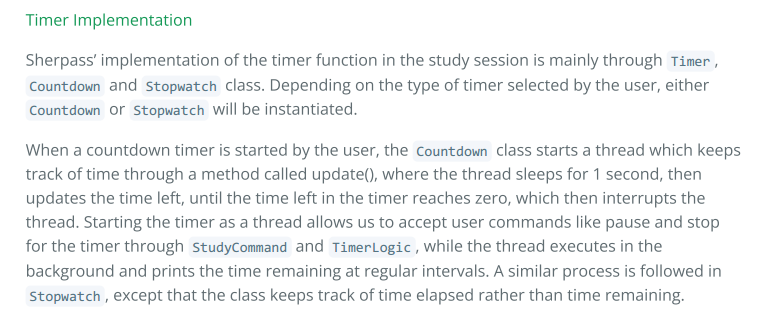 Timer Implementation
Sherpass’ implementation of the timer function in the study session is mainly through Timer ,
Countdown and Stopwatch class. Depending on the type of timer selected by the user, either
Countdown or Stopwatch will be instantiated.
When a countdown timer is started by the user, the Countdown class starts a thread which keeps
track of time through a method called update(), where the thread sleeps for 1 second, then
updates the time left, until the time left in the timer reaches zero, which then interrupts the
thread. Starting the timer as a thread allows us to accept user commands like pause and stop
for the timer through StudyCommand and TimerLogic , while the thread executes in the
background and prints the time remaining at regular intervals. A similar process is followed in
Stopwatch , except that the class keeps track of time elapsed rather than time remaining.